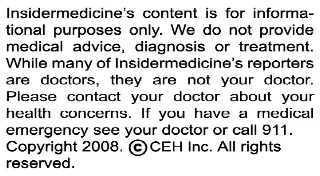 Insidermedicine's content is for informa-
tional purposes only. We do not provide
medical advice, diagnosis or treatment.
While many of Insidermedicine's reporters
are doctors, they are not your doctor.
Please contact your doctor about your
health concerns. If you have a medical
emergency see your doctor or call 911.
Copyright 2008. ©CEH Inc. All rights
reserved.